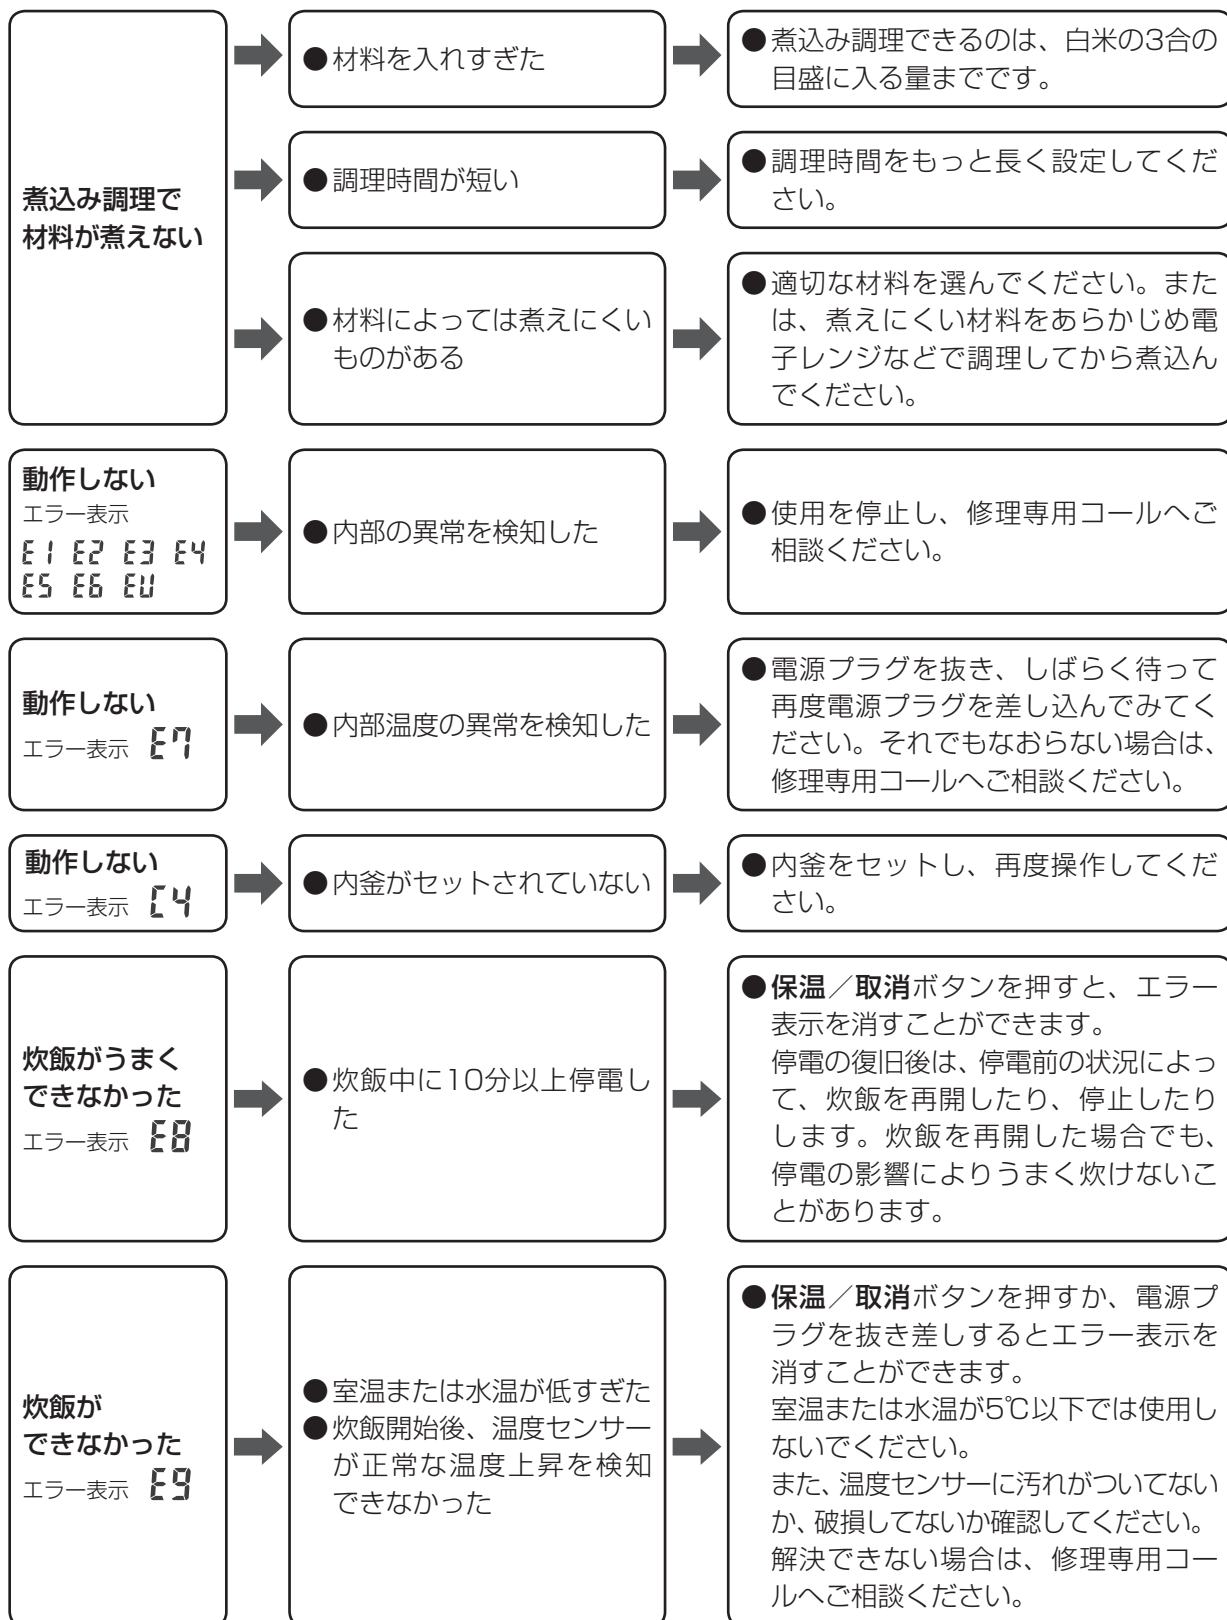 煮込み調理で
材料が煮えない
●材料を入れすぎた
●煮込み調理できるのは、白米の3合の
目盛に入る量までです。
●調理時間が短い
●調理時間をもっと長く設定してくだ
さい。
●材料によっては煮えにくい
ものがある
●適切な材料を選んでください。また
は、煮えにくい材料をあらかじめ電
子レンジなどで調理してから煮込ん
でください。
動作しない
エラー表示
E1 E2 E3 E4
E5 E6 EU
●内部の異常を検知した
●使用を停止し、修理専用コールへご
相談ください。
動作しない
エラー表示 E7
●内部温度の異常を検知した
●電源プラグを抜き、しばらく待って
再度電源プラグを差し込んでみてく
ださい。それでもなおらない場合は、
修理専用コールへご相談ください。
動作しない
エラー表示 C4
●内釜がセットされていない
●内釜をセットし、再度操作してくだ
さい。
炊飯がうまく
できなかった
エラー表示 E8
●炊飯中に10分以上停電し
た
●保温／取消ボタンを押すと、エラー
表示を消すことができます。
停電の復旧後は、停電前の状況によっ
て、炊飯を再開したり、停止したり
します。炊飯を再開した場合でも、
停電の影響によりうまく炊けないこ
とがあります。
炊飯が
できなかった
エラー表示 E9
●室温または水温が低すぎた
●炊飯開始後、温度センサー
が正常な温度上昇を検知
できなかった
●保温／取消ボタンを押すか、電源プ
ラグを抜き差しするとエラー表示を
消すことができます。
室温または水温が5℃以下では使用し
ないでください。
また、温度センサーに汚れがついてない
か、破損してないか確認してください。
解決できない場合は、修理専用コー
ルへご相談ください。